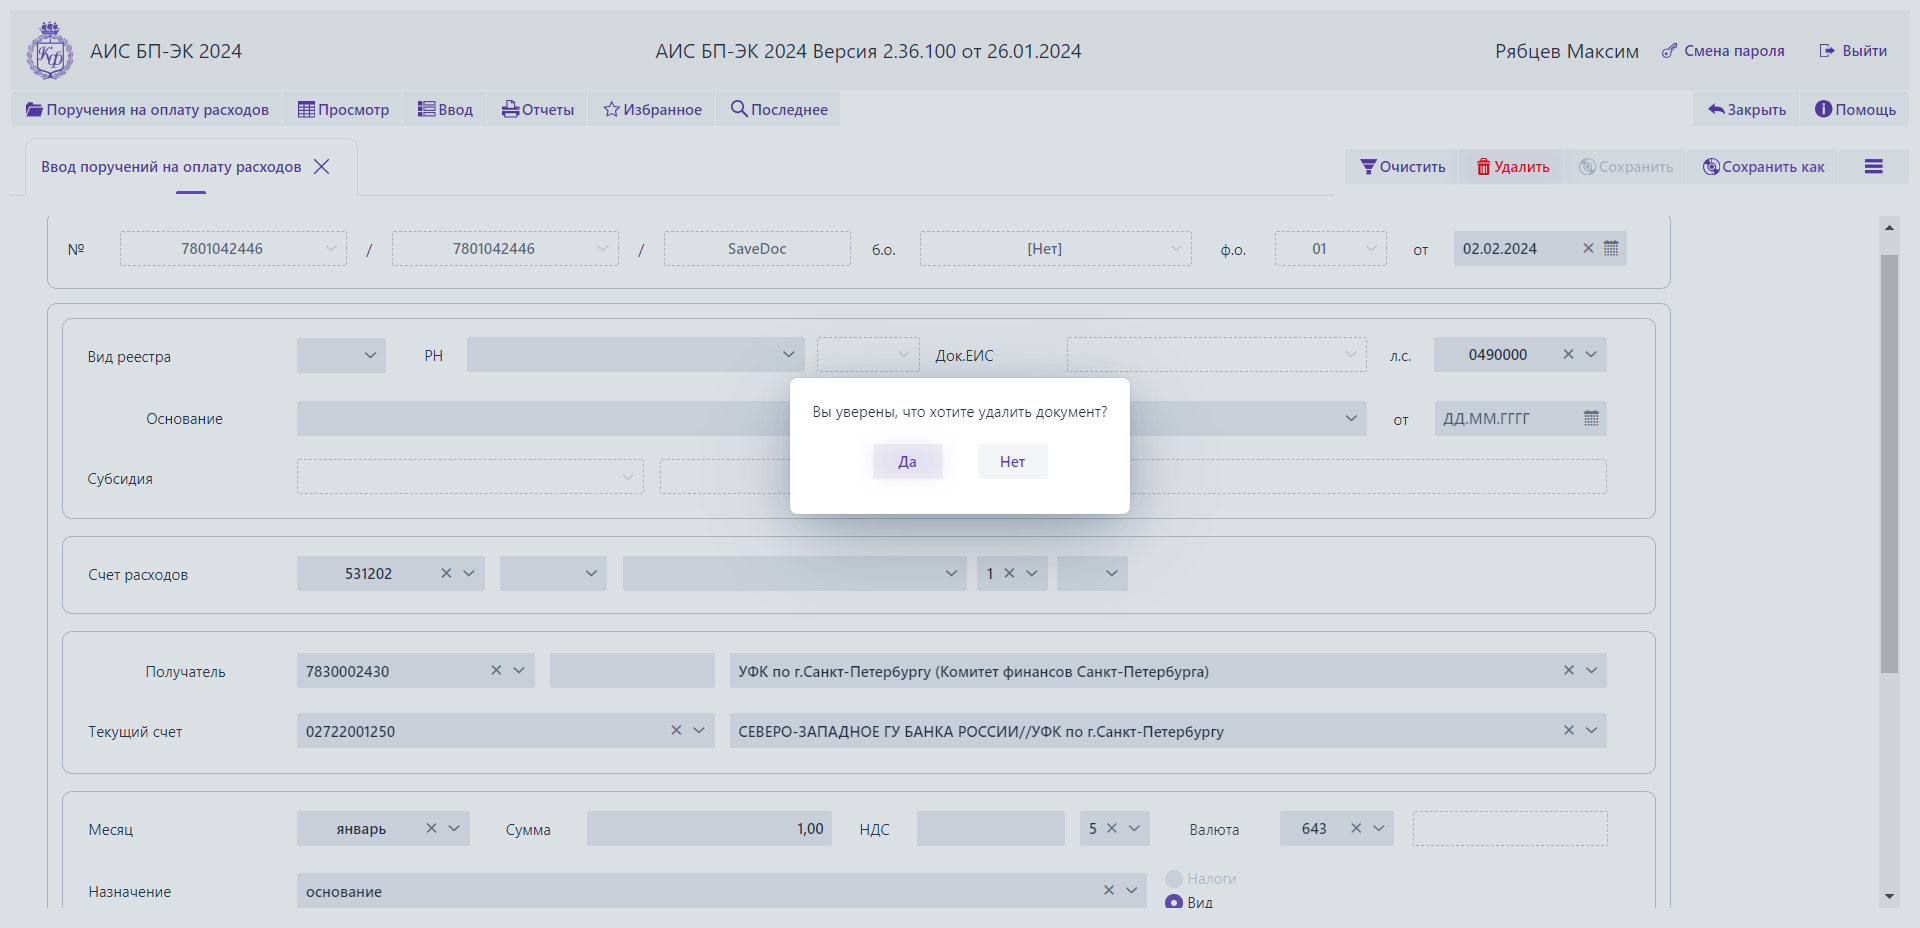 АИС БП-ЭК 2024
АИС БП-ЭК 2024 Версия 2.36.100 от 26.01.2024
Рябцев Максим Смена пароля Выйти
Поручения на оплату расходов Просмотр Ввод Отчеты Избранное Последнее Закрыть Помощь
Ввод поручений на оплату расходов Очистить Удалить Сохранить Сохранить как
№ 7801042446 / 7801042446 / SaveDoc б.о. [Нет] ф.о. 01 от 02.02.2024
Вид реестра РН Док.ЕИС л.с. 0490000
Вы уверены, что хотите удалить документ?
Да Нет
Основание от ДД.ММ.ГГГГ
Субсидия
Счет расходов 531202 1
Получатель 7830002430 УФК по г.Санкт-Петербургу (Комитет финансов Санкт-Петербурга)
Текущий счет 02722001250 СЕВЕРО-ЗАПАДНОЕ ГУ БАНКА РОССИИ//УФК по г.Санкт-Петербургу
Месяц январь Сумма 1,00 НДС 5 Валюта 643
Назначение основание Налоги
Вид